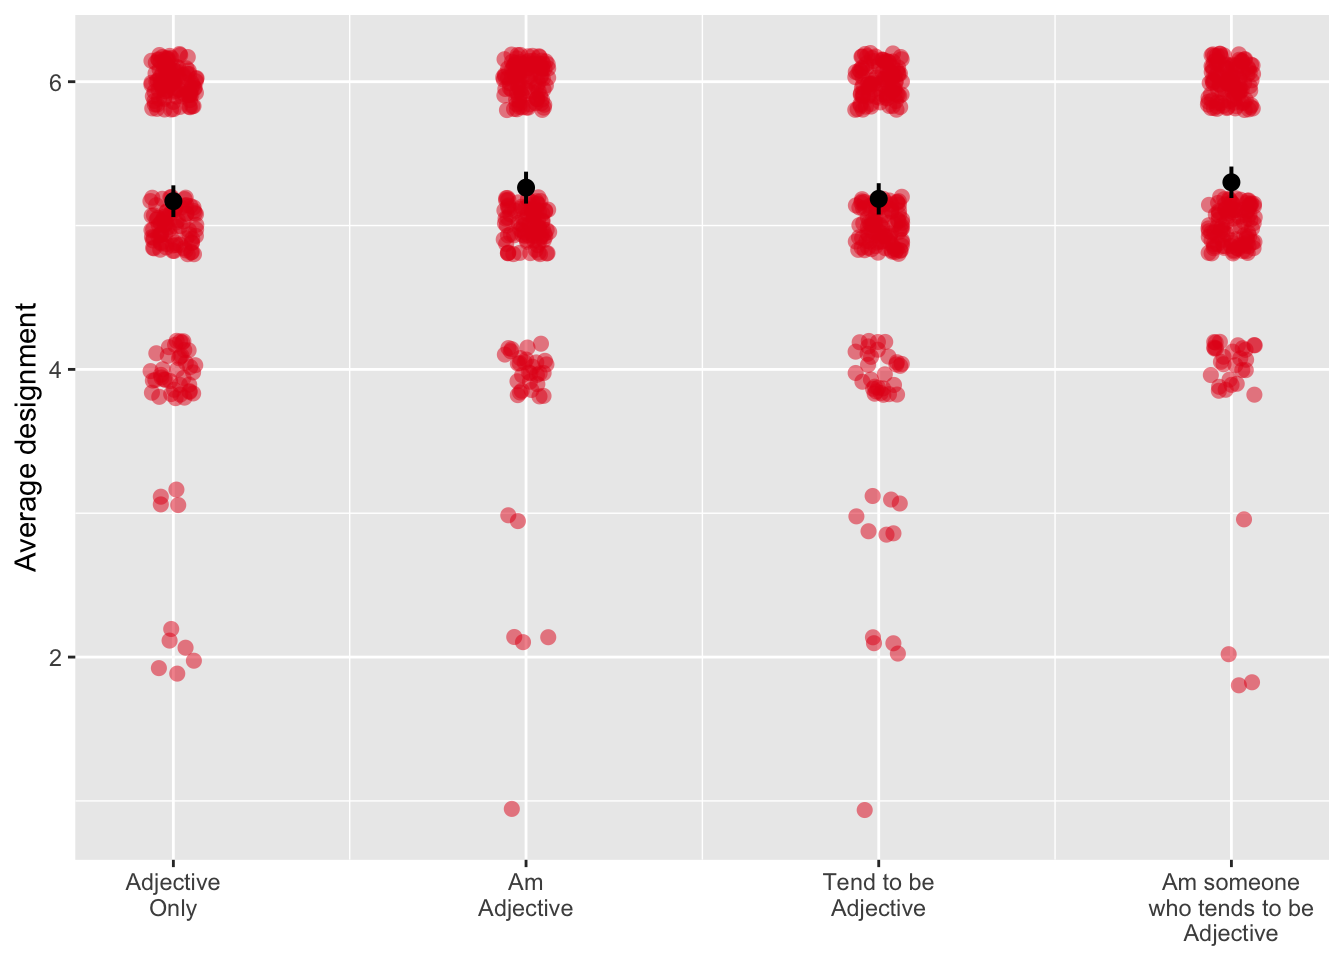 Average designment
6
4
2
Adjective
Only
Am
Adjective
Tend to be
Adjective
Am someone
who tends to be
Adjective